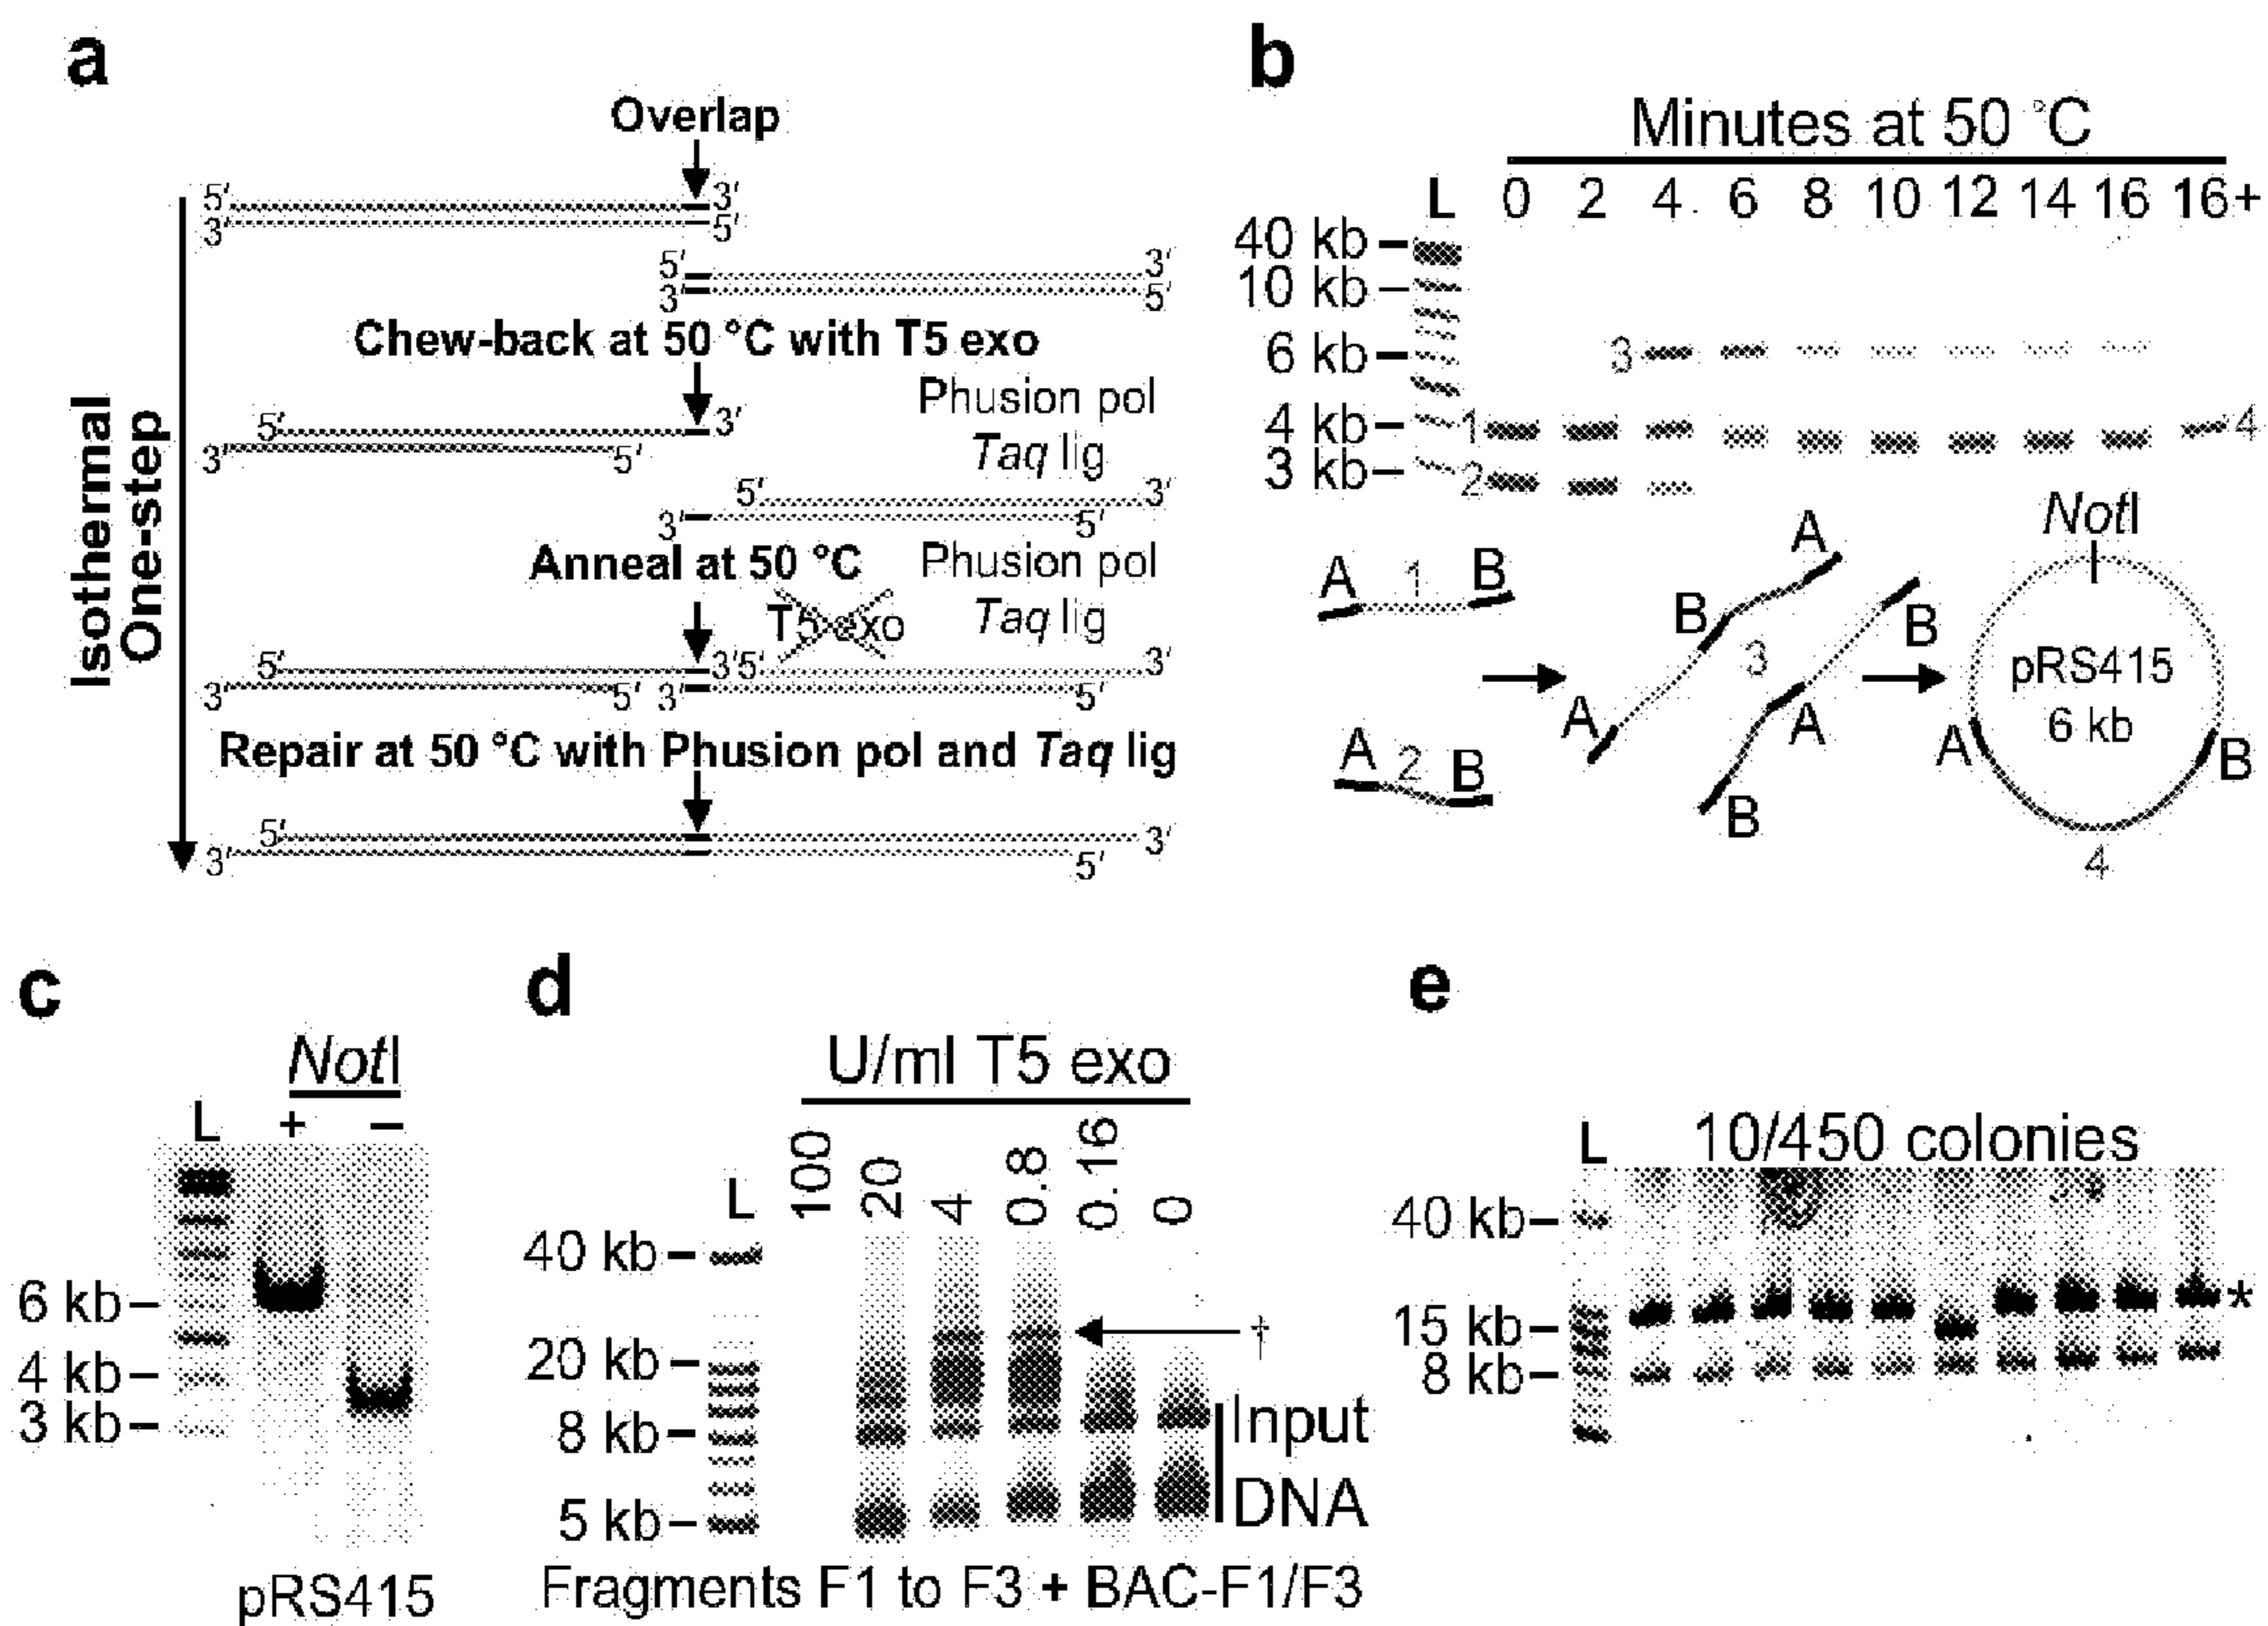 a
Overlap
5' 3'
3' 5'
5' 3'
3' 5'
Chew-back at 50 °C with T5 exo
Phusion pol
Taq lig
5' 3'
3' 5'
5' 3'
3' 5'
Anneal at 50 °C
Phusion pol
Taq lig
T5 exo
5' 3'5' 3'
3' 5' 3' 5'
Repair at 50 °C with Phusion pol and Taq lig
5' 3'
3' 5'
Isothermal
One-step
b
Minutes at 50 °C
L 0 2 4 6 8 10 12 14 16 16+
40 kb
10 kb
6 kb
3
4 kb
1
4
3 kb
2
A 1 B
A 2 B
A
B
3
A
B
A
B
NotI
pRS415
6 kb
A
B
4
c
NotI
L + –
6 kb
4 kb
3 kb
pRS415
d
U/ml T5 exo
L 100 20 4 0.8 0.16 0
40 kb
†
20 kb
8 kb
5 kb
Input
DNA
Fragments F1 to F3 + BAC-F1/F3
e
L 10/450 colonies
40 kb
15 kb
*
8 kb